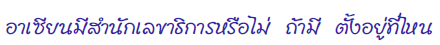 อาเซียนมีสำนักเลขาธิการหรือไม่ ถ้ามี ตั้งอยู่ที่ไหน